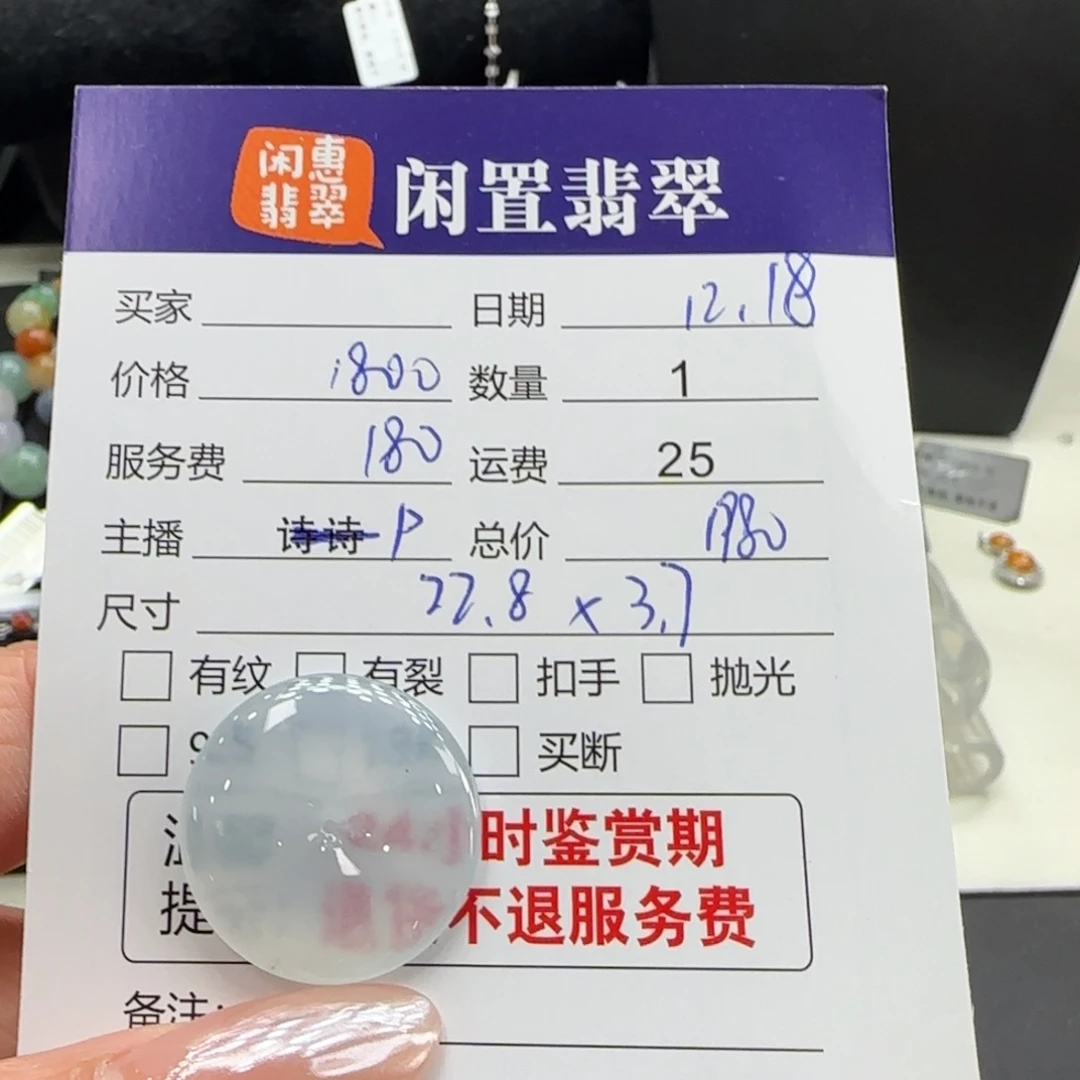 闲惠
翡翠
闲置翡翠
买家 日期 12.18
价格 1800 数量 1
服务费 180 运费 25
主播 诗诗 P 总价 1980
尺寸 22.8 x 3.7
有纹 有裂 扣手 抛光
买断
时鉴赏期
提 不退服务费
备注: